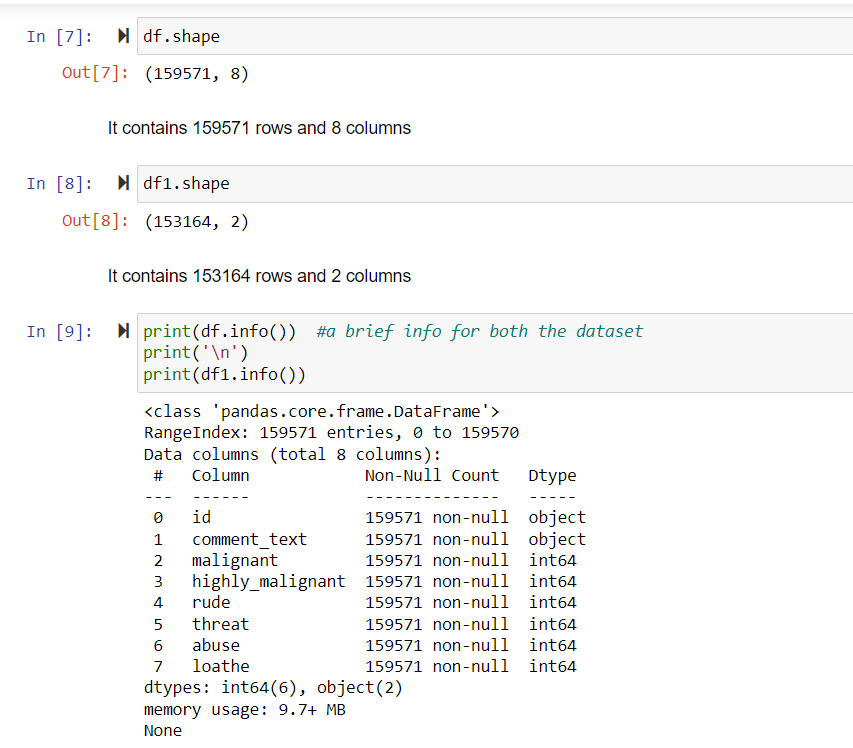 In [7]: df.shape
Out[7]: (159571, 8)
It contains 159571 rows and 8 columns
In [8]: df1.shape
Out[8]: (153164, 2)
It contains 153164 rows and 2 columns
In [9]: print(df.info())  #a brief info for both the dataset
print('\n')
print(df1.info())
<class 'pandas.core.frame.DataFrame'>
RangeIndex: 159571 entries, 0 to 159570
Data columns (total 8 columns):
 #   Column            Non-Null Count   Dtype
---  ------            --------------   -----
 0   id                159571 non-null  object
 1   comment_text      159571 non-null  object
 2   malignant         159571 non-null  int64
 3   highly_malignant  159571 non-null  int64
 4   rude              159571 non-null  int64
 5   threat            159571 non-null  int64
 6   abuse             159571 non-null  int64
 7   loathe            159571 non-null  int64
dtypes: int64(6), object(2)
memory usage: 9.7+ MB
None